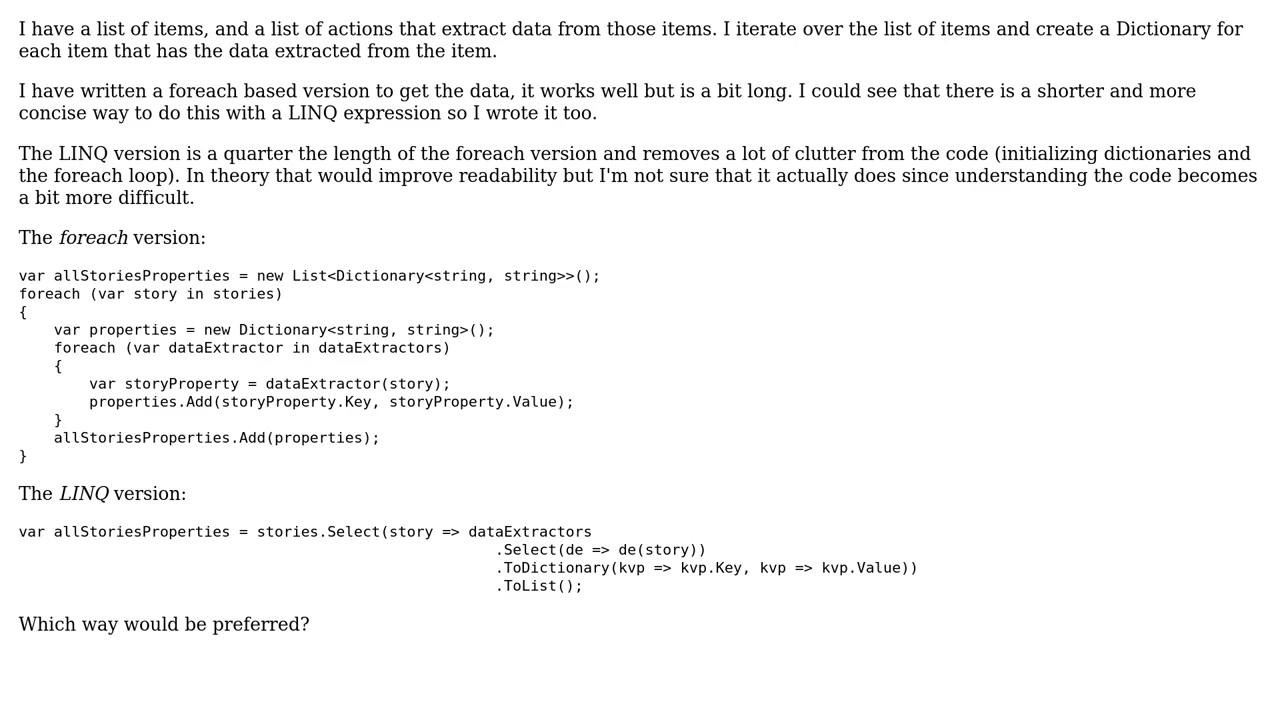 I have a list of items, and a list of actions that extract data from those items. I iterate over the list of items and create a Dictionary for
each item that has the data extracted from the item.
I have written a foreach based version to get the data, it works well but is a bit long. I could see that there is a shorter and more
concise way to do this with a LINQ expression so I wrote it too.
The LINQ version is a quarter the length of the foreach version and removes a lot of clutter from the code (initializing dictionaries and
the foreach loop). In theory that would improve readability but I'm not sure that it actually does since understanding the code becomes
a bit more difficult.
The foreach version:
var allStoriesProperties = new List<Dictionary<string, string>>();
foreach (var story in stories)
{
    var properties = new Dictionary<string, string>();
    foreach (var dataExtractor in dataExtractors)
    {
        var storyProperty = dataExtractor(story);
        properties.Add(storyProperty.Key, storyProperty.Value);
    }
    allStoriesProperties.Add(properties);
}
The LINQ version:
var allStoriesProperties = stories.Select(story => dataExtractors
                                                      .Select(de => de(story))
                                                      .ToDictionary(kvp => kvp.Key, kvp => kvp.Value))
                                                      .ToList();
Which way would be preferred?